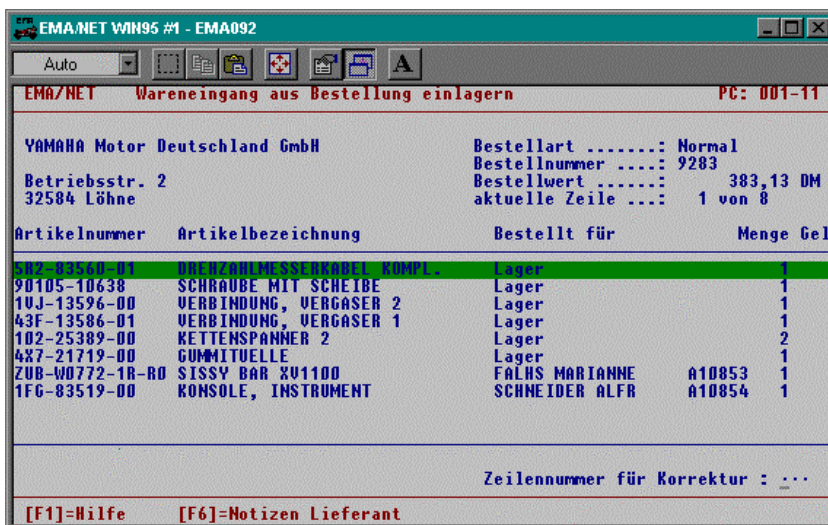 EMA/NET WIN95 #1 - EMA092
Auto
A
EMA/NET Wareneingang aus Bestellung einlagern PC: 001-11
YAMAHA Motor Deutschland GmbH Bestellart .......: Normal
Bestellnummer ....: 9283
Betriebsstr. 2 Bestellwert ......: 383,13 DM
32584 Löhne aktuelle Zeile ...: 1 von 8
Artikelnummer Artikelbezeichnung Bestellt für Menge Gel
5R2-83560-01 DREHZAHLMESSERKABEL KOMPL. Lager 1
90105-10638 SCHRAUBE MIT SCHEIBE Lager 1
1VJ-13596-00 VERBINDUNG, VERGASER 2 Lager 1
43F-13586-01 VERBINDUNG, VERGASER 1 Lager 1
102-25389-00 KETTENSPANNER 2 Lager 2
4X7-21719-00 GUMMITUELLE Lager 1
ZUB-W0772-1R-R0 SISSY BAR XV1100 FALHS MARIANNE A10853 1
1FG-83519-00 KONSOLE, INSTRUMENT SCHNEIDER ALFR A10854 1
Zeilennummer für Korrektur : ...
[F1]=Hilfe [F6]=Notizen Lieferant